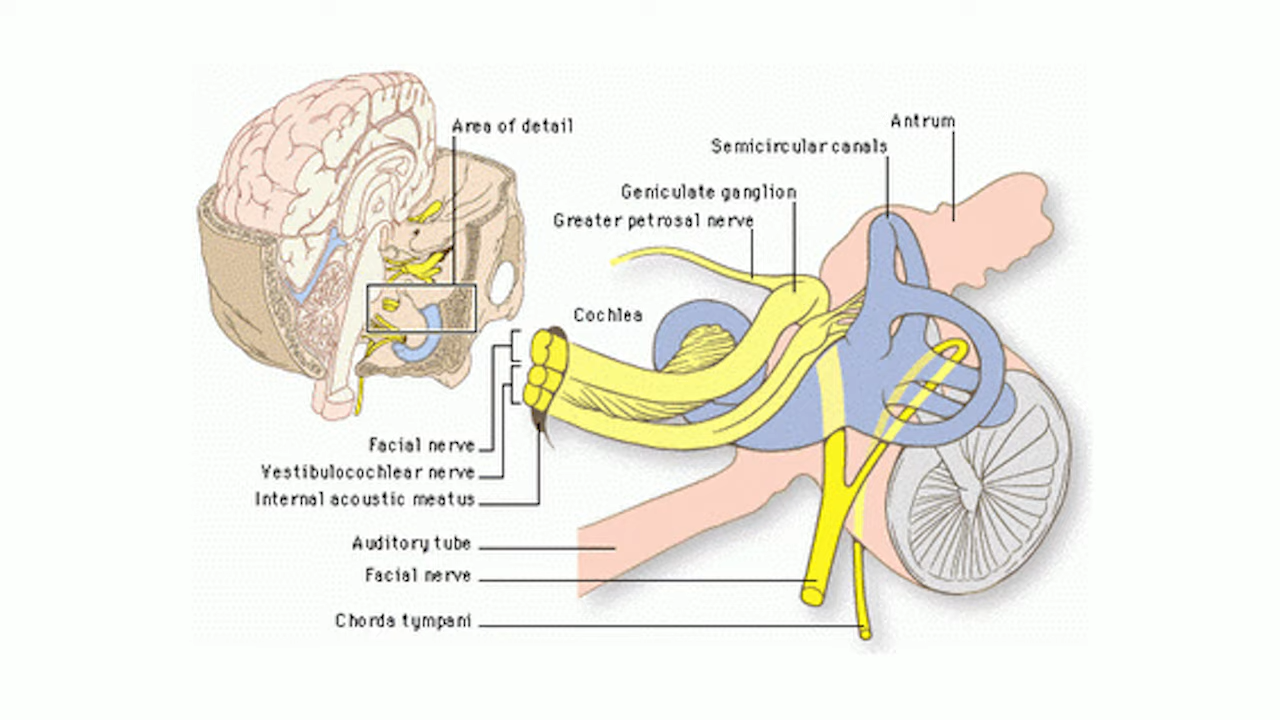 Area of detail
Antrum
Semicircular canals
Geniculate ganglion
Greater petrosal nerve
Cochlea
Facial nerve
Vestibulocochlear nerve
Internal acoustic meatus
Auditory tube
Facial nerve
Chorda tympani